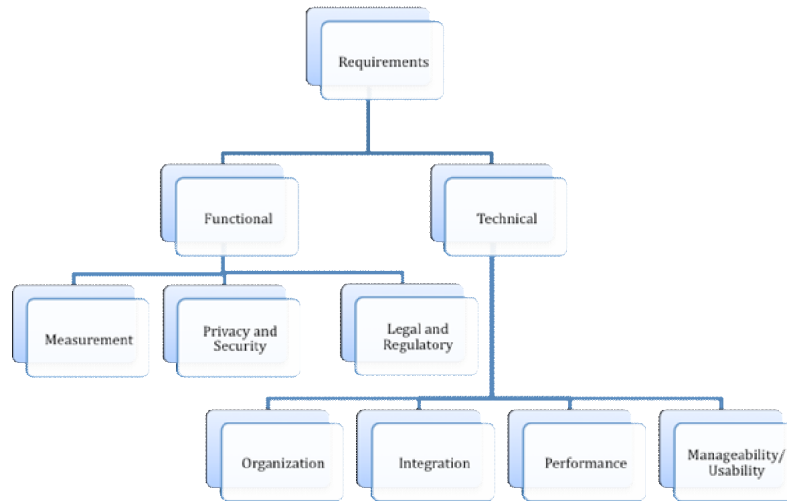 Requirements
Functional
Technical
Measurement
Privacy and
Security
Legal and
Regulatory
Organization
Integration
Performance
Manageability/
Usability